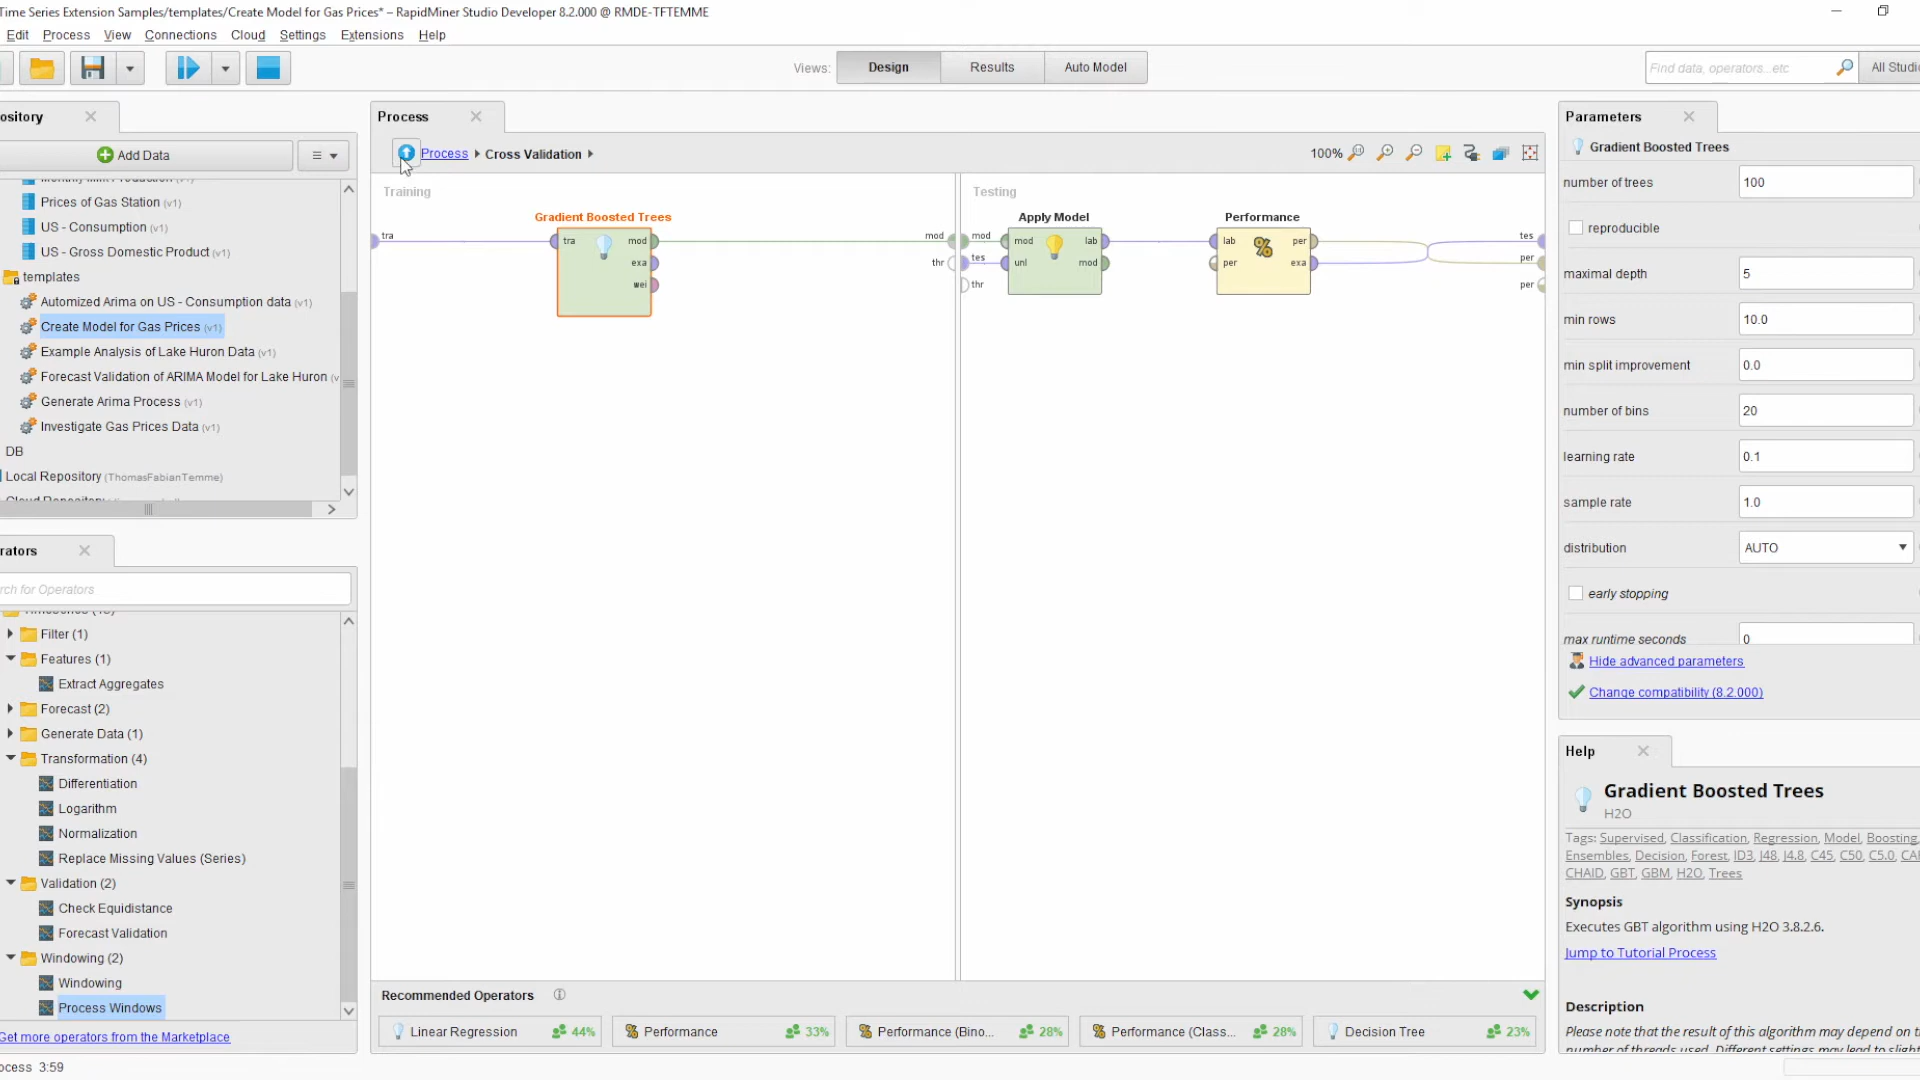 Time Series Extension Samples/templates/Create Model for Gas Prices* – RapidMiner Studio Developer 8.2.000 @ RMDE-TFTEMME
Edit Process View Connections Cloud Settings Extensions Help
Views: Design Results Auto Model
Find data, operators...etc
All Studio
ository
Add Data
Prices of Gas Station (v1)
US - Consumption (v1)
US - Gross Domestic Product (v1)
templates
Automized Arima on US - Consumption data (v1)
Create Model for Gas Prices (v1)
Example Analysis of Lake Huron Data (v1)
Forecast Validation of ARIMA Model for Lake Huron (v
Generate Arima Process (v1)
Investigate Gas Prices Data (v1)
DB
Local Repository (ThomasFabianTemme)
rators
rch for Operators
Filter (1)
Features (1)
Extract Aggregates
Forecast (2)
Generate Data (1)
Transformation (4)
Differentiation
Logarithm
Normalization
Replace Missing Values (Series)
Validation (2)
Check Equidistance
Forecast Validation
Windowing (2)
Windowing
Process Windows
Get more operators from the Marketplace
ocess 3:59
Process
Process Cross Validation
100%
Training
Testing
Gradient Boosted Trees
Apply Model
Performance
tra
tra mod
exa
wei
mod
thr
mod
tes
thr
mod lab
unl mod
lab per
per exa
tes
per
per
Recommended Operators
Linear Regression 44%
Performance 33%
Performance (Bino... 28%
Performance (Class... 28%
Decision Tree 23%
Parameters
Gradient Boosted Trees
number of trees 100
reproducible
maximal depth 5
min rows 10.0
min split improvement 0.0
number of bins 20
learning rate 0.1
sample rate 1.0
distribution AUTO
early stopping
max runtime seconds 0
Hide advanced parameters
Change compatibility (8.2.000)
Help
Gradient Boosted Trees
H2O
Tags: Supervised, Classification, Regression, Model, Boosting,
Ensembles, Decision, Forest, ID3, J48, J4.8, C45, C50, C5.0, CA
CHAID, GBT, GBM, H2O, Trees
Synopsis
Executes GBT algorithm using H2O 3.8.2.6.
Jump to Tutorial Process
Description
Please note that the result of this algorithm may depend on t
number of threads used. Different settings may lead to slight